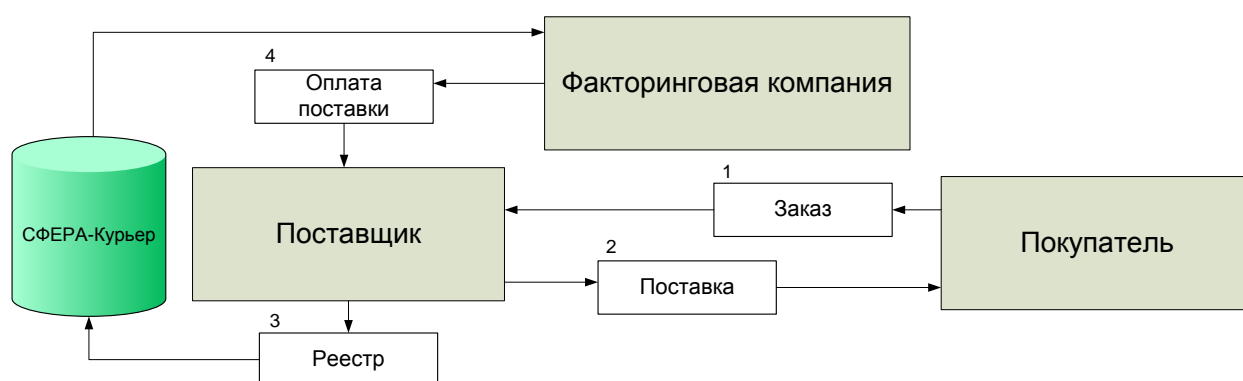 4
Оплата
поставки
Факторинговая компания
СФЕРА-Курьер
Поставщик
1
Заказ
2
Поставка
Покупатель
3
Реестр